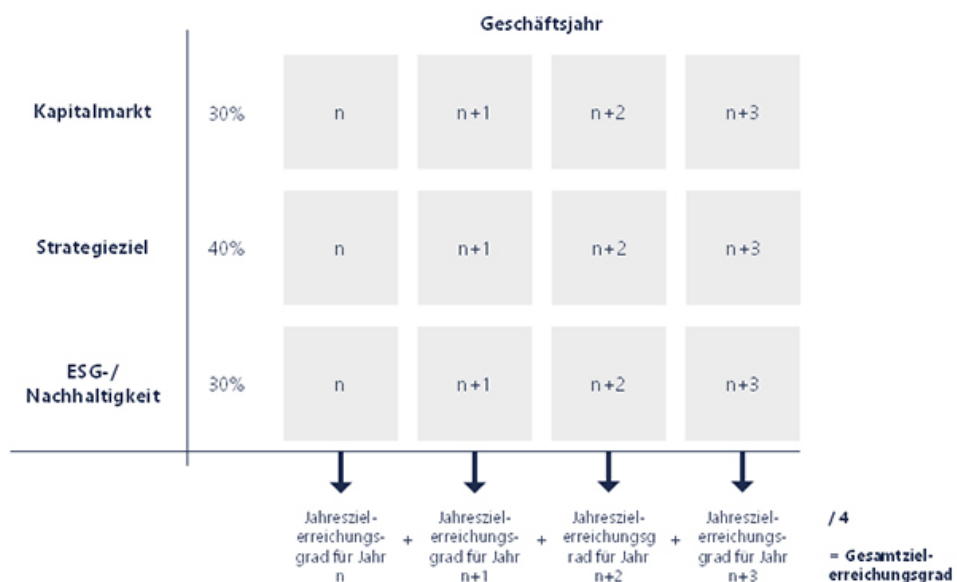 Geschäftsjahr
Kapitalmarkt 30% n n+1 n+2 n+3
Strategieziel 40% n n+1 n+2 n+3
ESG-/
Nachhaltigkeit 30% n n+1 n+2 n+3
Jahresziel- Jahresziel- Jahresziel- Jahresziel- / 4
erreichungs- + erreichungs- + erreichungsg + erreichungs-
grad für Jahr grad für Jahr rad für Jahr grad für Jahr = Gesamtziel-
n n+1 n+2 n+3 erreichungsgrad